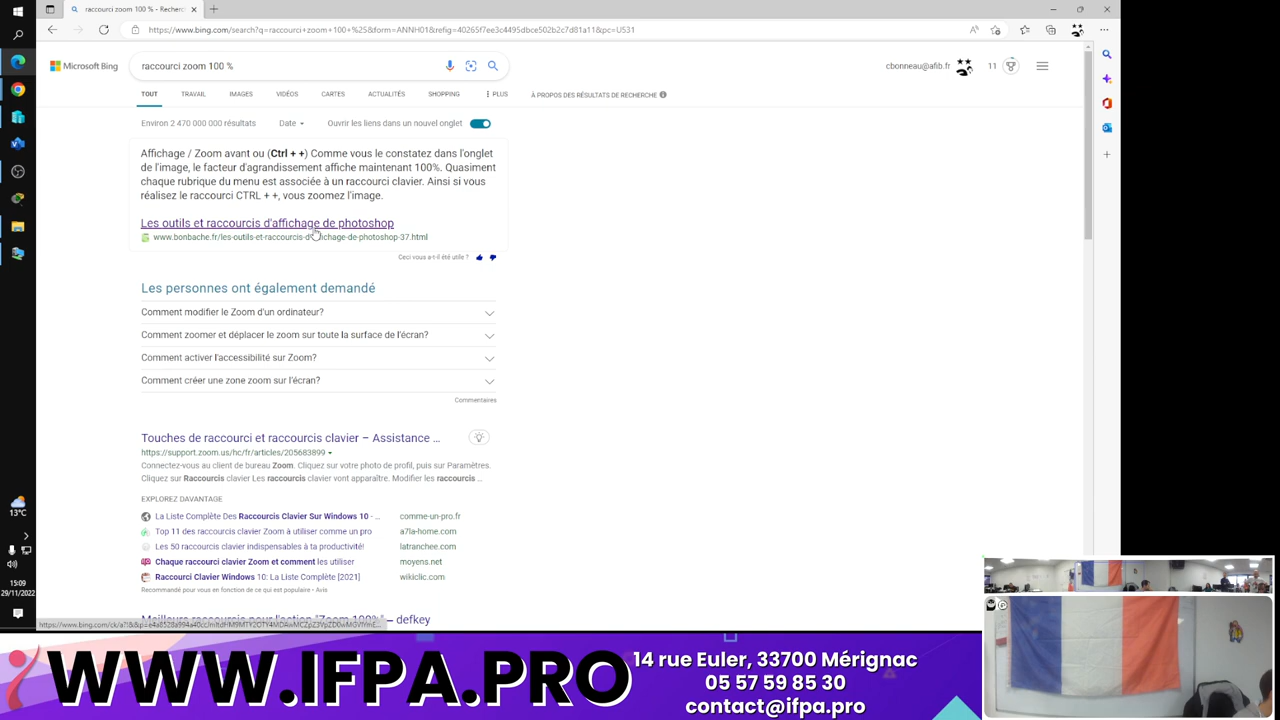 raccourci zoom 100 % - Recherc
https://www.bing.com/search?q=raccourci+zoom+100+%25&form=ANNH01&refig=40265f7ee3c4495dbce502b2c7d81a11&pc=U531
Microsoft Bing
raccourci zoom 100 %
cbonneau@afib.fr
11
TOUT
TRAVAIL
IMAGES
VIDÉOS
CARTES
ACTUALITÉS
SHOPPING
PLUS
À PROPOS DES RÉSULTATS DE RECHERCHE
Environ 2 470 000 000 résultats
Date
Ouvrir les liens dans un nouvel onglet
Affichage / Zoom avant ou (Ctrl + +) Comme vous le constatez dans l'onglet
de l'image, le facteur d'agrandissement affiche maintenant 100%. Quasiment
chaque rubrique du menu est associée à un raccourci clavier. Ainsi si vous
réalisez le raccourci CTRL + +, vous zoomez l'image.
Les outils et raccourcis d'affichage de photoshop
www.bonbache.fr/les-outils-et-raccourcis-d'affichage-de-photoshop-37.html
Ceci vous a-t-il été utile ?
Les personnes ont également demandé
Comment modifier le Zoom d'un ordinateur?
Comment zoomer et déplacer le zoom sur toute la surface de l'écran?
Comment activer l'accessibilité sur Zoom?
Comment créer une zone zoom sur l'écran?
Commentaires
Touches de raccourci et raccourcis clavier – Assistance ...
https://support.zoom.us/hc/fr/articles/205683899
Connectez-vous au client de bureau Zoom. Cliquez sur votre photo de profil, puis sur Paramètres.
Cliquez sur Raccourcis clavier Les raccourcis clavier vont apparaître. Modifier les raccourcis ...
EXPLOREZ DAVANTAGE
La Liste Complète Des Raccourcis Clavier Sur Windows 10 - ...
comme-un-pro.fr
Top 11 des raccourcis clavier Zoom à utiliser comme un pro
a7la-home.com
Les 50 raccourcis clavier indispensables à ta productivité!
latranchee.com
Chaque raccourci clavier Zoom et comment les utiliser
moyens.net
Raccourci Clavier Windows 10: La Liste Complète [2021]
wikiclic.com
Recommandé pour vous en fonction de ce qui est populaire • Avis
Meilleurs raccourcis pour l'action "Zoom 100%" – defkey
13°C
15:09
29/11/2022
WWW.IFPA.PRO
14 rue Euler, 33700 Mérignac
05 57 59 85 30
contact@ifpa.pro